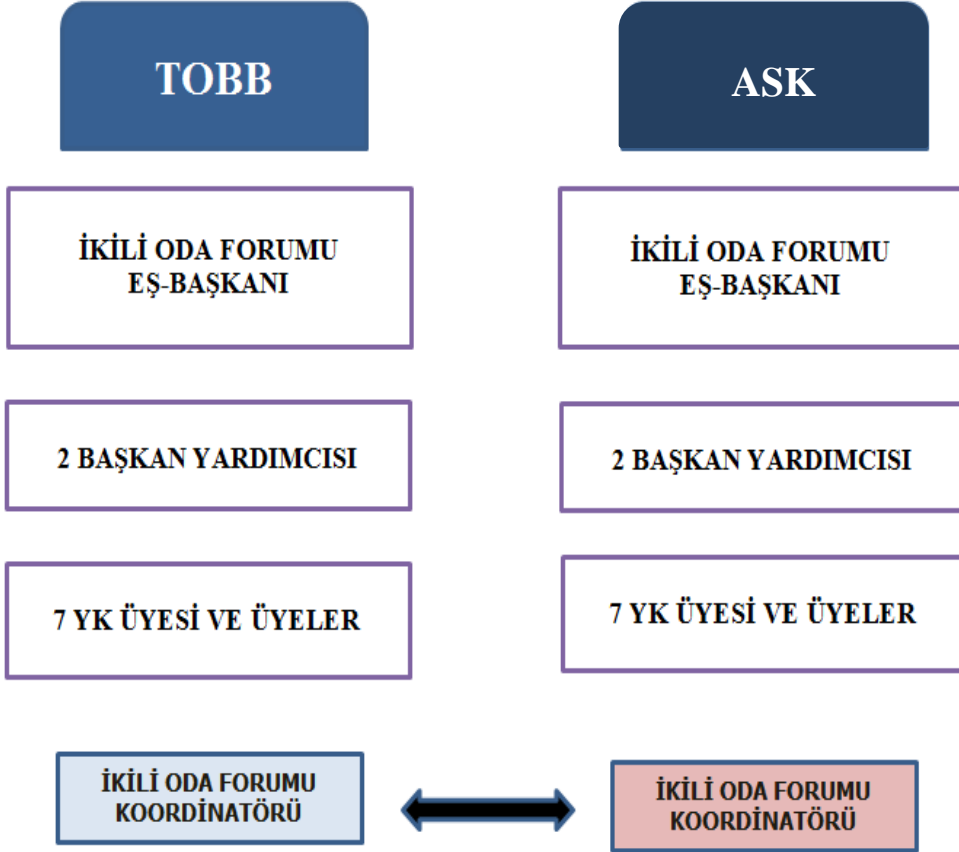 TOBB
ASK
İKİLİ ODA FORUMU
EŞ-BAŞKANI
İKİLİ ODA FORUMU
EŞ-BAŞKANI
2 BAŞKAN YARDIMCISI
2 BAŞKAN YARDIMCISI
7 YK ÜYESİ VE ÜYELER
7 YK ÜYESİ VE ÜYELER
İKİLİ ODA FORUMU
KOORDİNATÖRÜ
İKİLİ ODA FORUMU
KOORDİNATÖRÜ